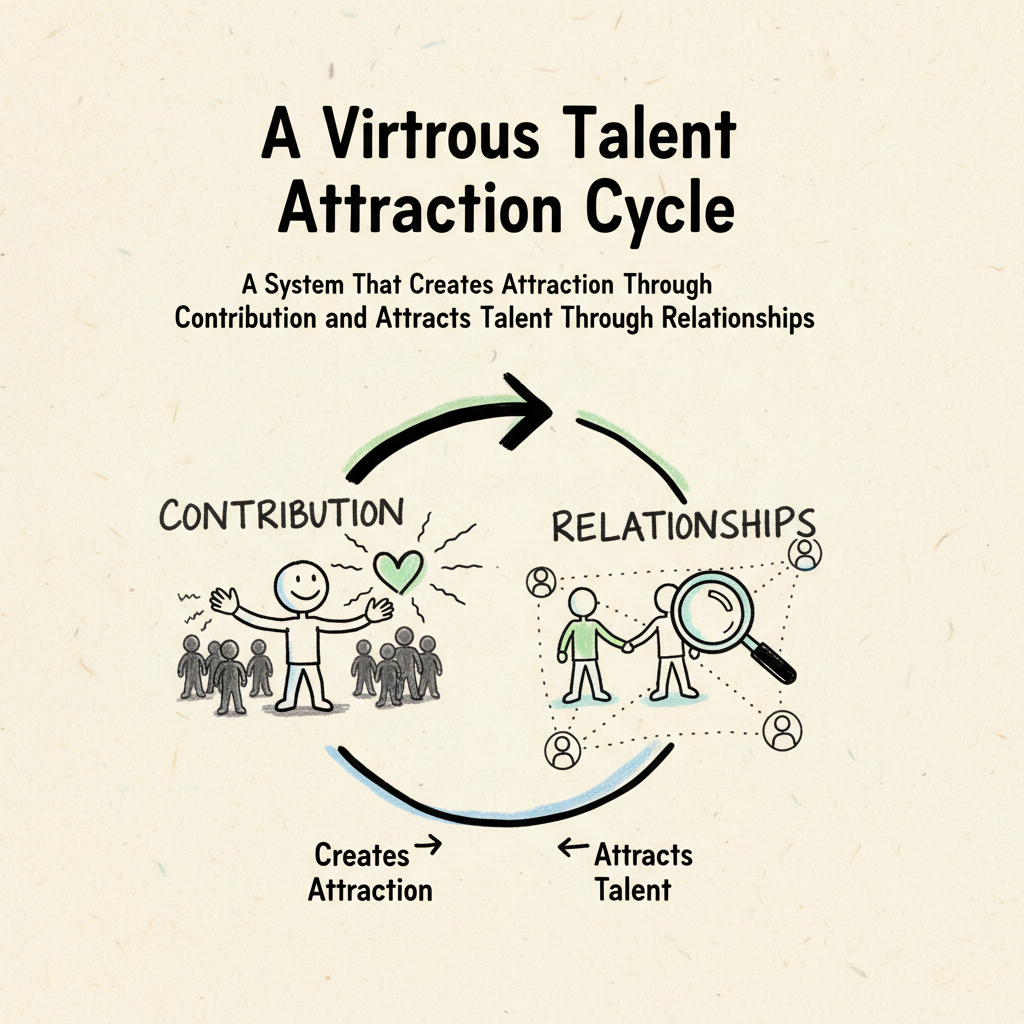 A Virtrous Talent
Attraction Cycle
A System That Creates Attraction Through
Contribution and Attracts Talent Through Relationships
CONTRIBUTION
RELATIONSHIPS
Creates →
Attraction
← Attracts
Talent